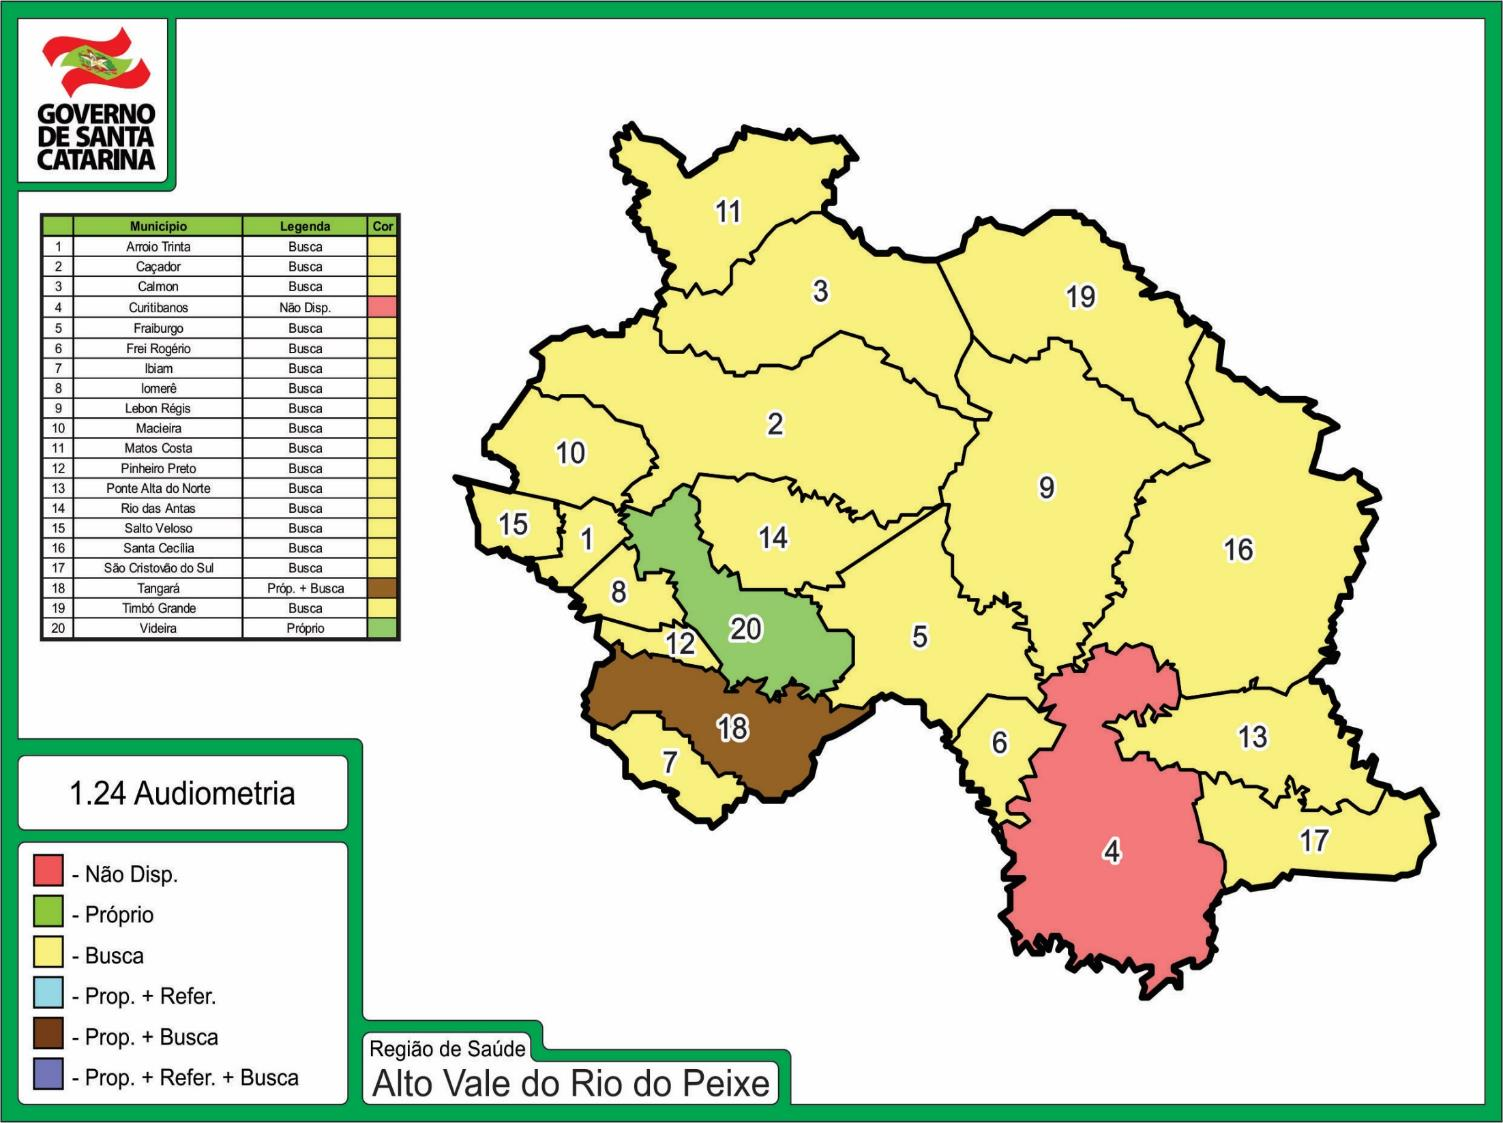 GOVERNO
DE SANTA
CATARINA
Município Legenda Cor
1 Arroio Trinta Busca
2 Caçador Busca
3 Calmon Busca
4 Curitibanos Não Disp.
5 Fraiburgo Busca
6 Frei Rogério Busca
7 Ibiam Busca
8 Iomerê Busca
9 Lebon Régis Busca
10 Macieira Busca
11 Matos Costa Busca
12 Pinheiro Preto Busca
13 Ponte Alta do Norte Busca
14 Rio das Antas Busca
15 Salto Veloso Busca
16 Santa Cecília Busca
17 São Cristovão do Sul Busca
18 Tangará Próp. + Busca
19 Timbó Grande Busca
20 Videira Próprio
11
3
19
2
10
9
15
1
14
16
8
20
5
12
18
6
13
7
4
17
1.24 Audiometria
- Não Disp.
- Próprio
- Busca
- Prop. + Refer.
- Prop. + Busca
- Prop. + Refer. + Busca
Região de Saúde
Alto Vale do Rio do Peixe